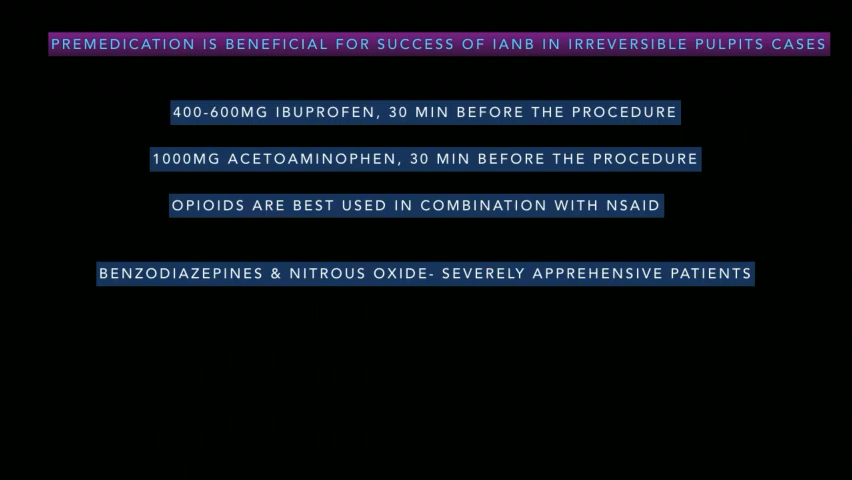 PREMEDICATION IS BENEFICIAL FOR SUCCESS OF IANB IN IRREVERSIBLE PULPITS CASES
400-600MG IBUPROFEN, 30 MIN BEFORE THE PROCEDURE
1000MG ACETOAMINOPHEN, 30 MIN BEFORE THE PROCEDURE
OPIOIDS ARE BEST USED IN COMBINATION WITH NSAID
BENZODIAZEPINES & NITROUS OXIDE- SEVERELY APPREHENSIVE PATIENTS